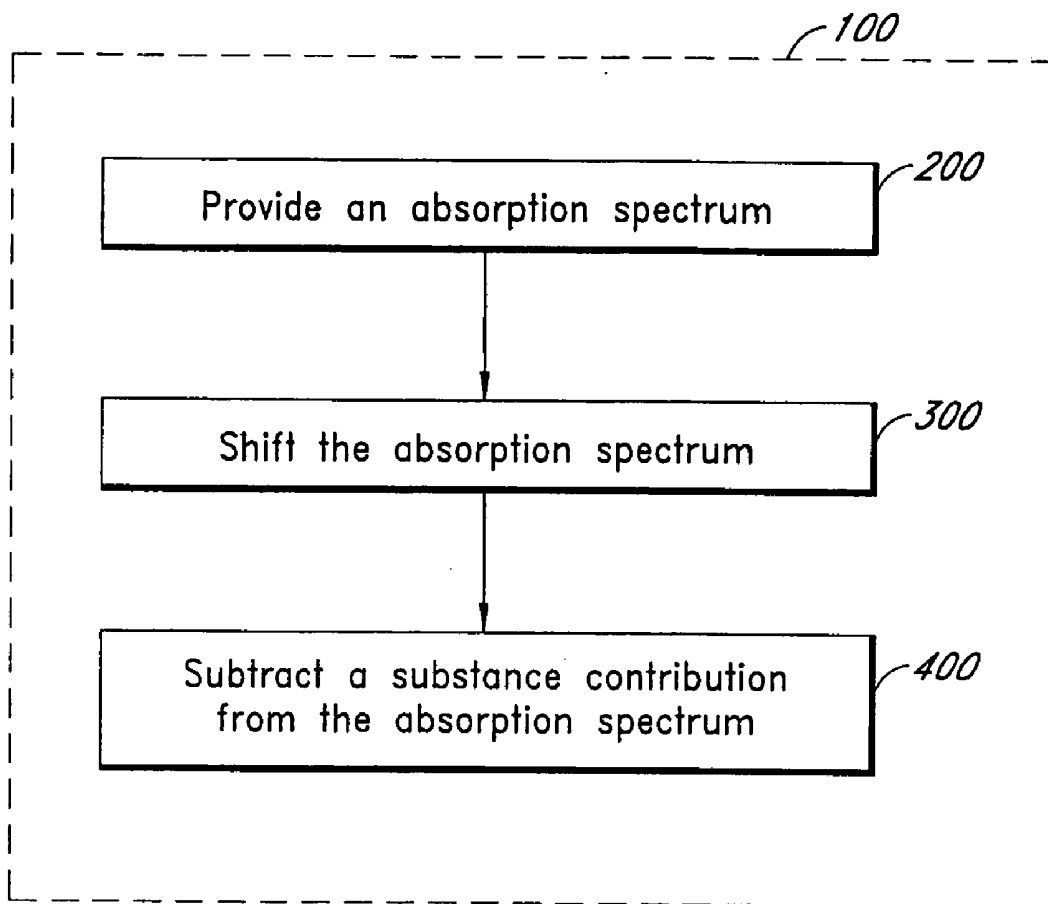 100
Provide an absorption spectrum
200
Shift the absorption spectrum
300
Subtract a substance contribution
from the absorption spectrum
400